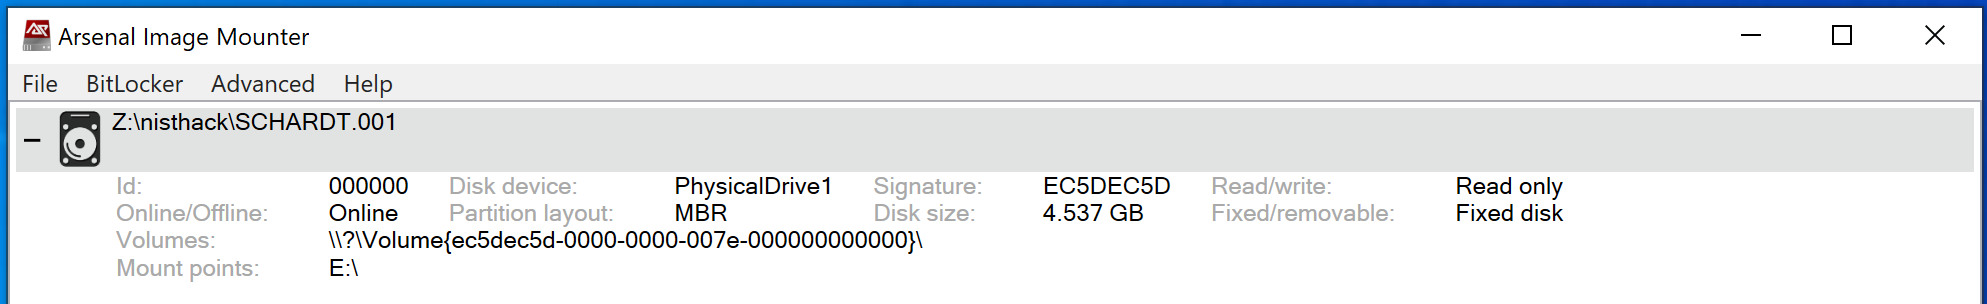 Arsenal Image Mounter
File BitLocker Advanced Help
Z:\nisthack\SCHARDT.001
Id: 000000 Disk device: PhysicalDrive1 Signature: EC5DEC5D Read/write: Read only
Online/Offline: Online Partition layout: MBR Disk size: 4.537 GB Fixed/removable: Fixed disk
Volumes: \\?\Volume{ec5dec5d-0000-0000-007e-000000000000}\
Mount points: E:\